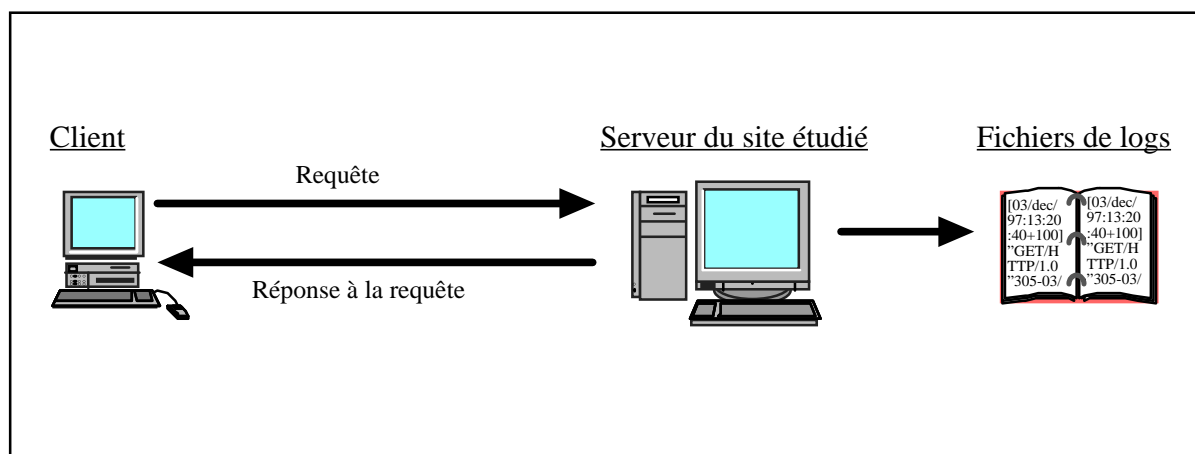 Client
Serveur du site étudié
Fichiers de logs
Requête
Réponse à la requête
[03/dec/
97:13:20
:40+100]
”GET/H
TTP/1.0
”305-03/
[03/dec/
97:13:20
:40+100]
”GET/H
TTP/1.0
”305-03/